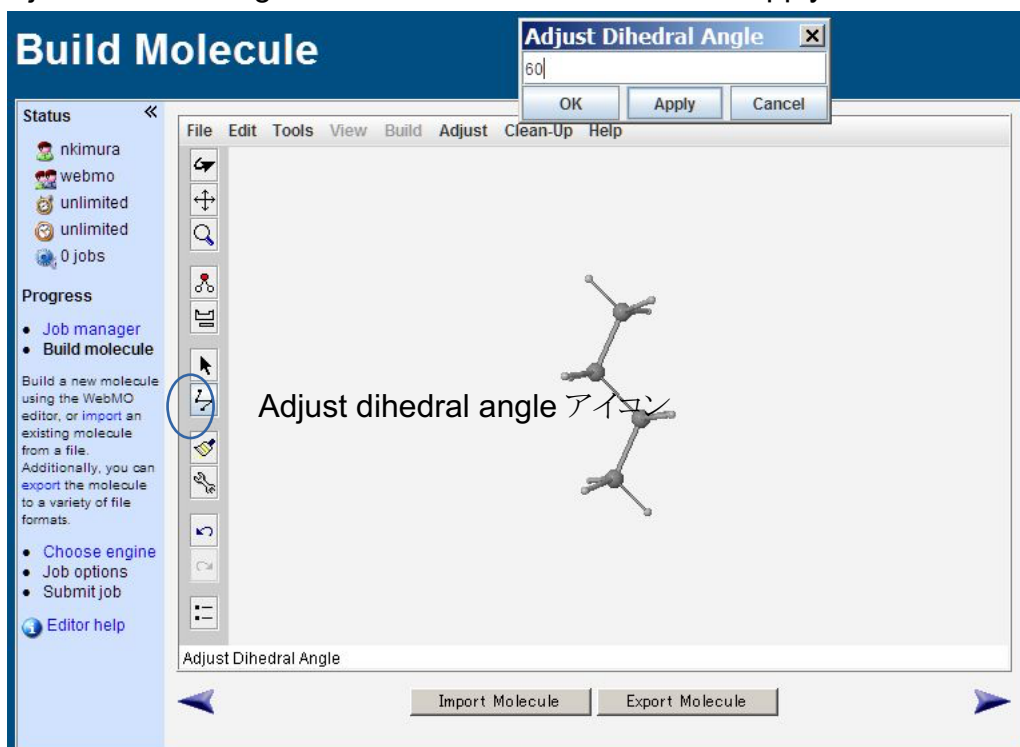 Build Molecule
Adjust Dihedral Angle
60
OK Apply Cancel
Status
nkimura
webmo
unlimited
unlimited
0 jobs
Progress
Job manager
Build molecule
Build a new molecule
using the WebMO
editor, or import an
existing molecule
from a file.
Additionally, you can
export the molecule
to a variety of file
formats.
Choose engine
Job options
Submit job
Editor help
File Edit Tools View Build Adjust Clean-Up Help
Adjust dihedral angle アイコン
Adjust Dihedral Angle
Import Molecule Export Molecule